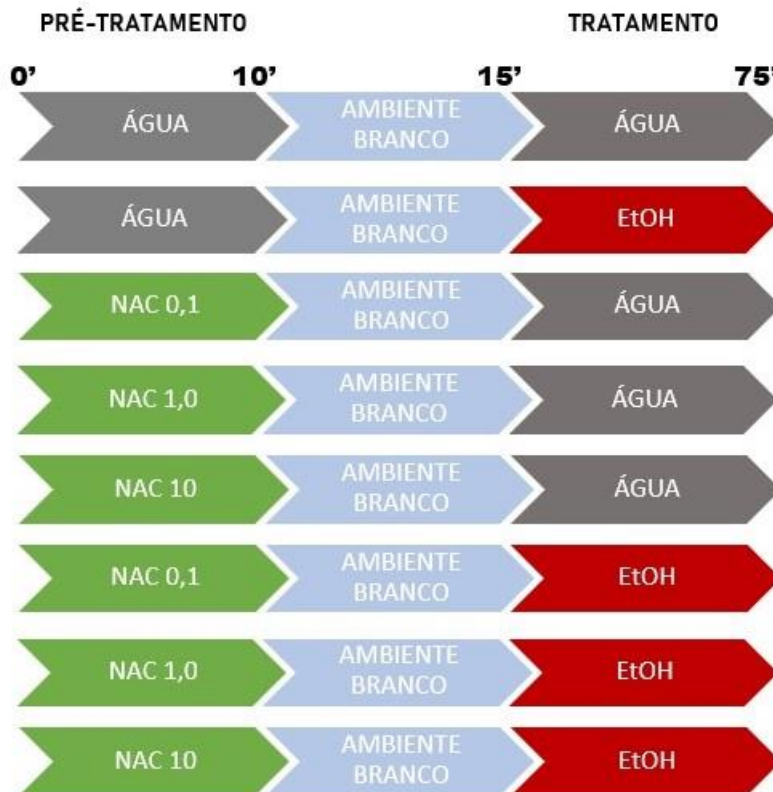 PRÉ-TRATAMENTO TRATAMENTO
0’ 10’ 15’ 75’
ÁGUA AMBIENTE BRANCO ÁGUA
ÁGUA AMBIENTE BRANCO EtOH
NAC 0,1 AMBIENTE BRANCO ÁGUA
NAC 1,0 AMBIENTE BRANCO ÁGUA
NAC 10 AMBIENTE BRANCO ÁGUA
NAC 0,1 AMBIENTE BRANCO EtOH
NAC 1,0 AMBIENTE BRANCO EtOH
NAC 10 AMBIENTE BRANCO EtOH